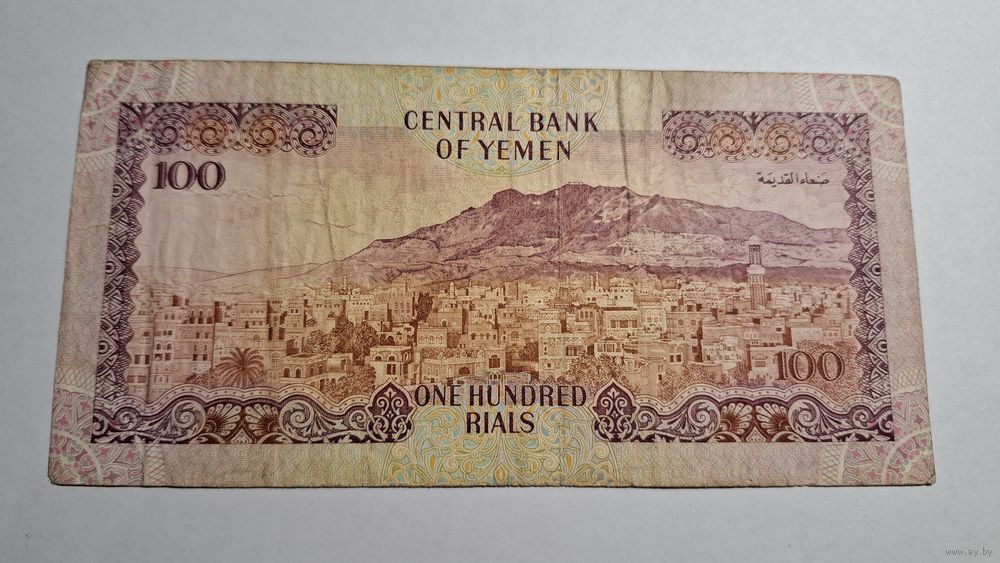 CENTRAL BANK
OF YEMEN
100
صنعاء القديمة
100
ONE HUNDRED
RIALS
www.ay.by